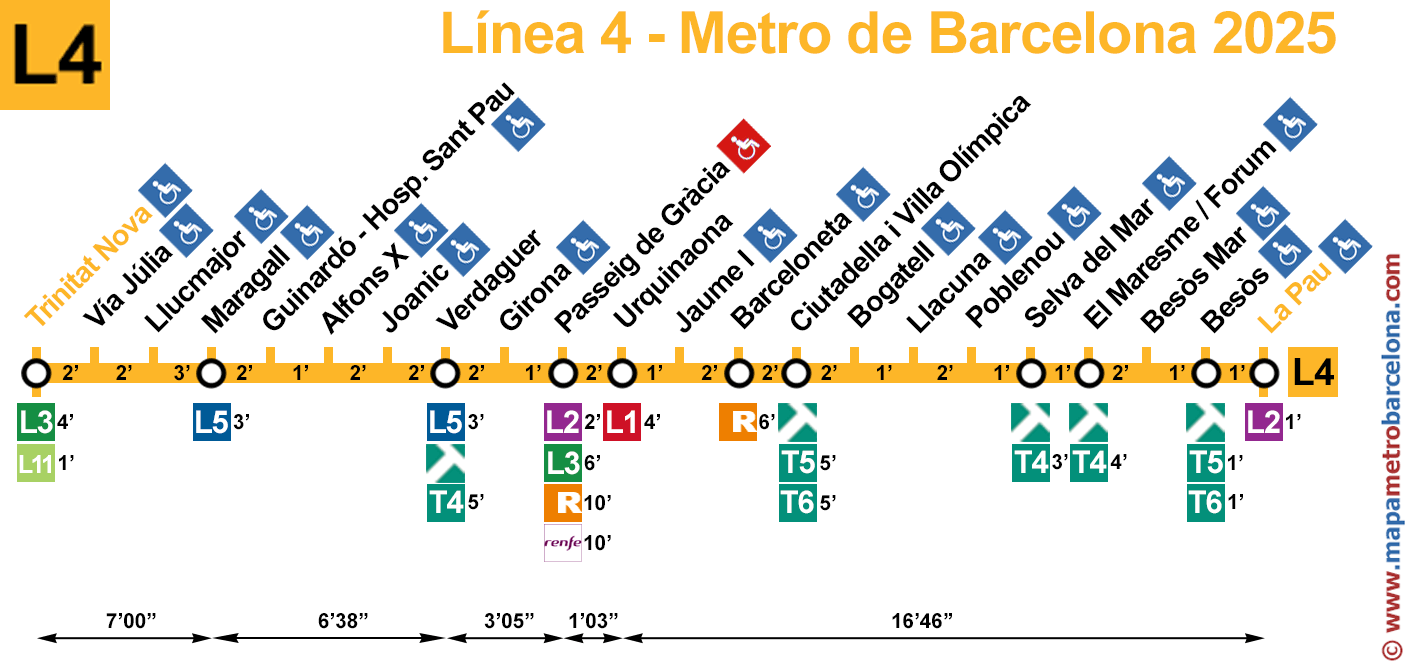 L4
Línea 4 - Metro de Barcelona 2025
Trinitat Nova
Vía Júlia
Llucmajor
Maragall
Guinardó - Hosp. Sant Pau
Alfons X
Joanic
Verdaguer
Girona
Passeig de Gràcia
Urquinaona
Jaume I
Barceloneta
Ciutadella i Villa Olímpica
Bogatell
Llacuna
Poblenou
Selva del Mar
El Maresme / Forum
Besòs Mar
Besòs
La Pau
2’ 2’ 3’ 2’ 1’ 2’ 2’ 2’ 1’ 2’ 1’ 2’ 2’ 2’ 1’ 2’ 1’ 1’ 2’ 1’ 1’ L4
L3 4’ L5 3’ L5 3’ L2 2’ L1 4’ R 6’ L2 1’
L11 1’ L3 6’ T5 5’ T4 3’ T4 4’ T5 1’
T4 5’ R 10’ T6 5’ T6 1’
renfe 10’
7’00” 6’38” 3’05” 1’03” 16’46”
© www.mapametrobarcelona.com